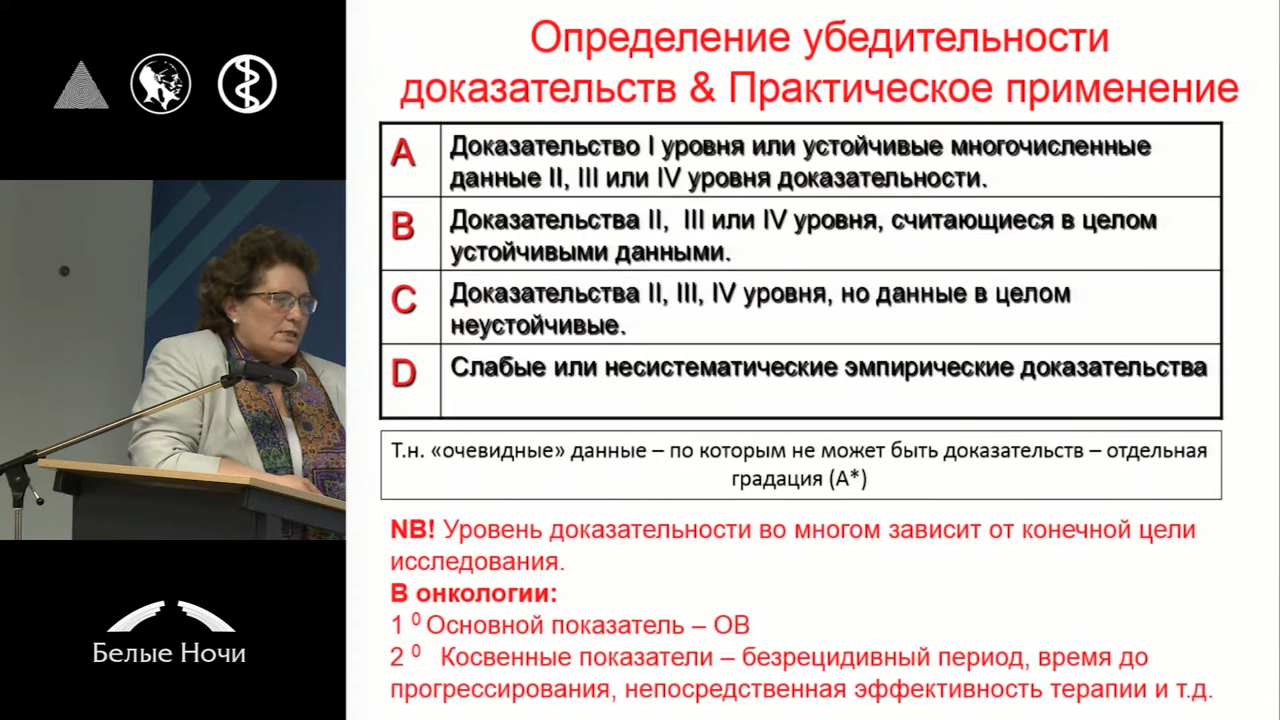 Определение убедительности
доказательств & Практическое применение
A
Доказательство I уровня или устойчивые многочисленные
данные II, III или IV уровня доказательности.
B
Доказательства II, III или IV уровня, считающиеся в целом
устойчивыми данными.
C
Доказательства II, III, IV уровня, но данные в целом
неустойчивые.
D
Слабые или несистематические эмпирические доказательства
Т.н. «очевидные» данные – по которым не может быть доказательств – отдельная
градация (А*)
NB! Уровень доказательности во многом зависит от конечной цели
исследования.
В онкологии:
1 0 Основной показатель – ОВ
2 0 Косвенные показатели – безрецидивный период, время до
прогрессирования, непосредственная эффективность терапии и т.д.
Белые Ночи